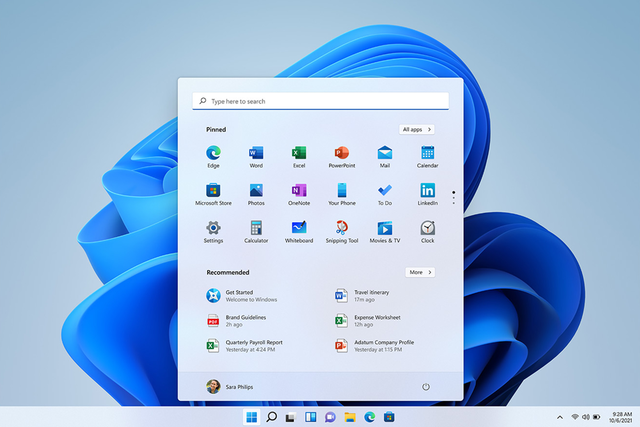 Type here to search
Pinned
All apps >
Edge
Word
Excel
PowerPoint
Mail
Calendar
Microsoft Store
Photos
OneNote
Your Phone
To Do
LinkedIn
Settings
Calculator
Whiteboard
Snipping Tool
Movies & TV
Clock
Recommended
More >
Get Started
Welcome to Windows
Travel itinerary
17m ago
Brand Guidelines
2h ago
Expense Worksheet
12h ago
Quarterly Payroll Report
Yesterday at 4:24 PM
Adatum Company Profile
Yesterday at 1:15 PM
Sara Philips
9:28 AM
10/6/2021